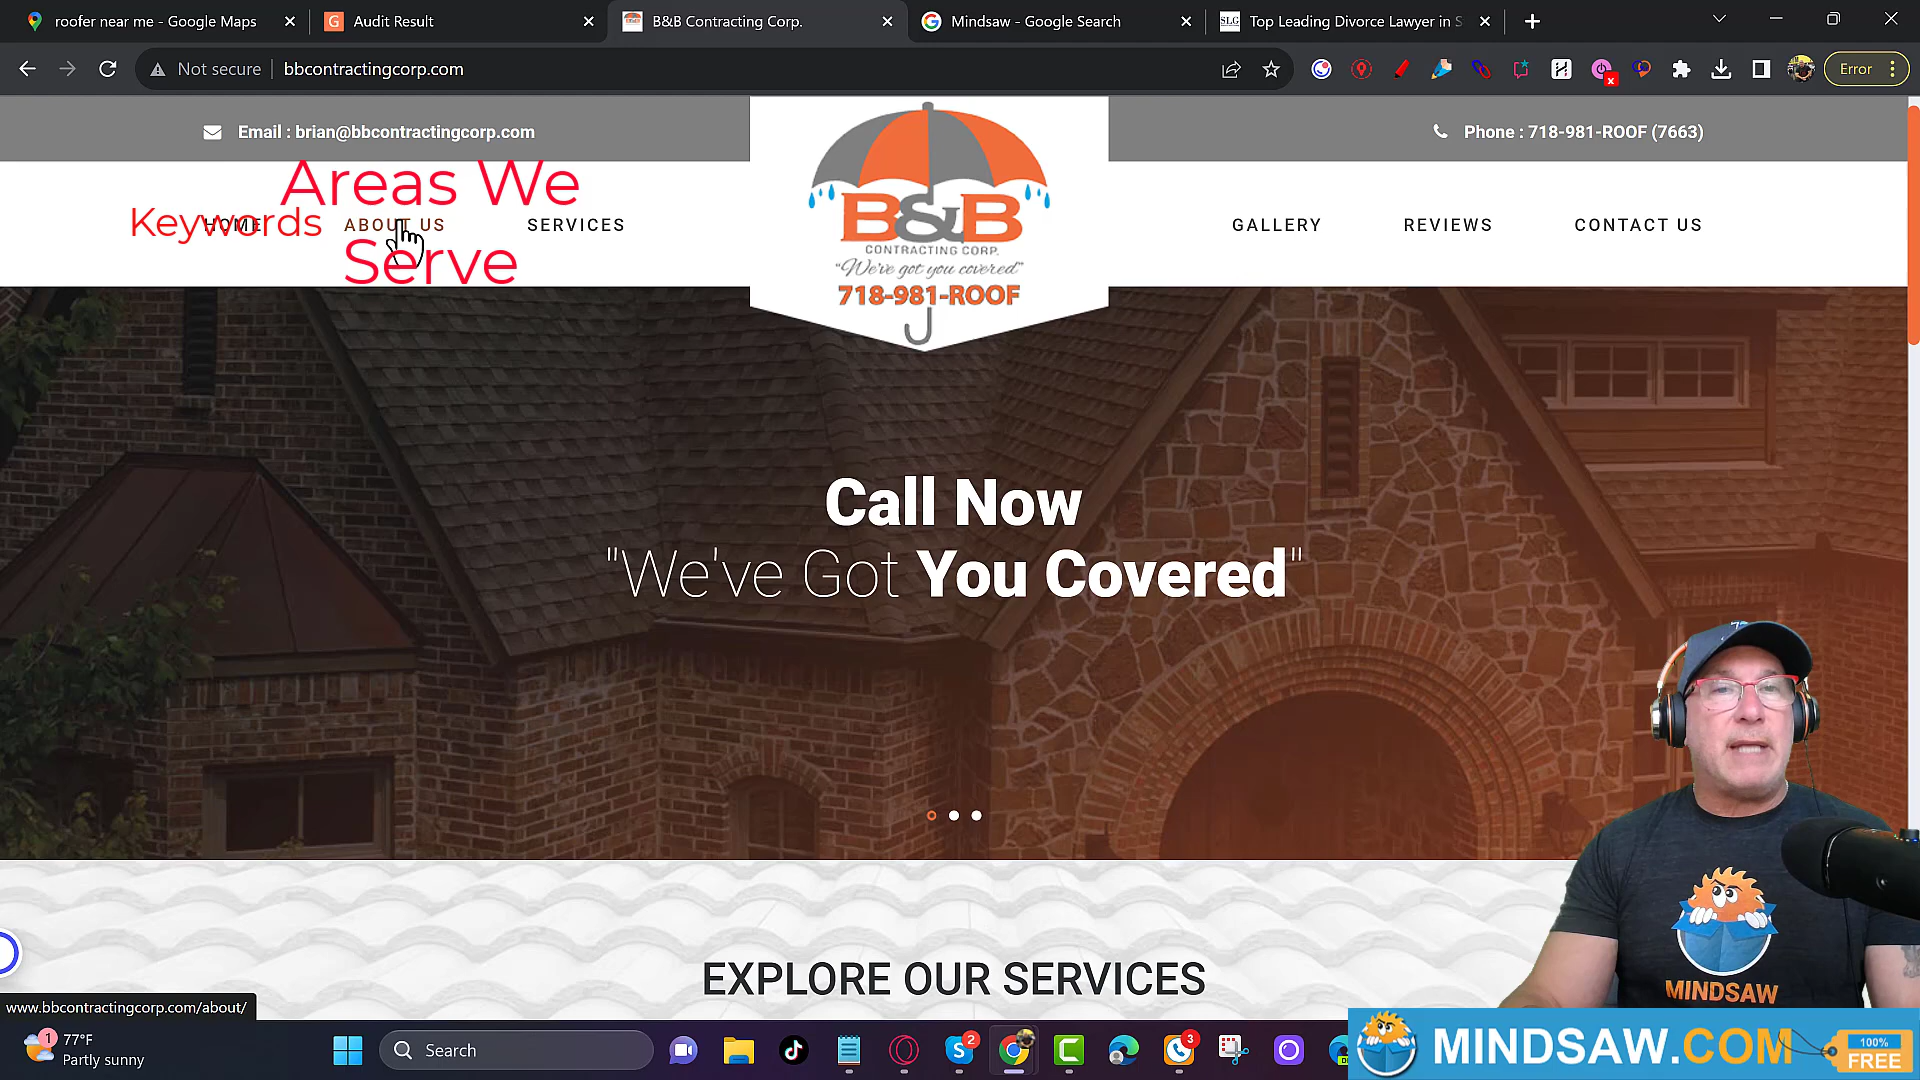 roofer near me - Google Maps
Audit Result
B&B Contracting Corp.
Mindsaw - Google Search
Top Leading Divorce Lawyer in S
Not secure
bbcontractingcorp.com
Error
Email : brian@bbcontractingcorp.com
Phone : 718-981-ROOF (7663)
Areas We
Serve
Keywords
HOME
ABOUT US
SERVICES
B&B
CONTRACTING CORP.
"We've got you covered"
718-981-ROOF
GALLERY
REVIEWS
CONTACT US
Call Now
"We've Got You Covered"
EXPLORE OUR SERVICES
MINDSAW
www.bbcontractingcorp.com/about/
1
77°F
Partly sunny
Search
2
3
MINDSAW.COM
100%
FREE